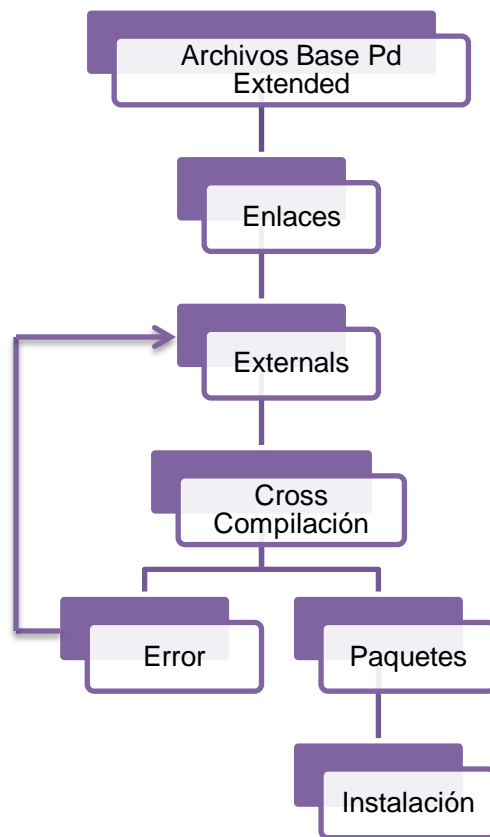 Archivos Base Pd
Extended
Enlaces
Externals
Cross
Compilación
Error
Paquetes
Instalación